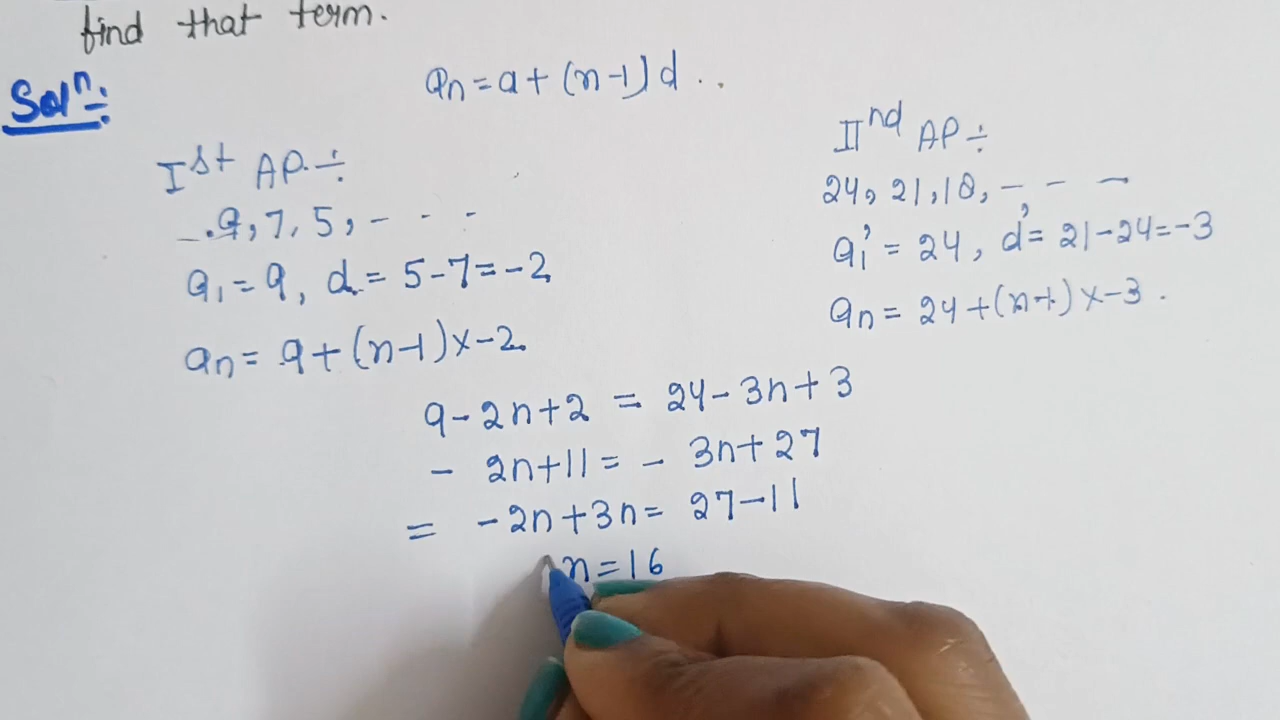 find that term.
Solⁿ:-
an = a + (n-1) d ..
Ist AP.÷
9, 7, 5, - - -
a₁ = 9, d = 5-7 = -2
an = 9 + (n-1) x -2
IInd AP÷
24, 21, 18, - - -
a₁' = 24, d' = 21-24 = -3
an = 24 + (n-1) x -3 .
9 - 2n + 2 = 24 - 3n + 3
- 2n + 11 = - 3n + 27
= -2n + 3n = 27 - 11
n = 16